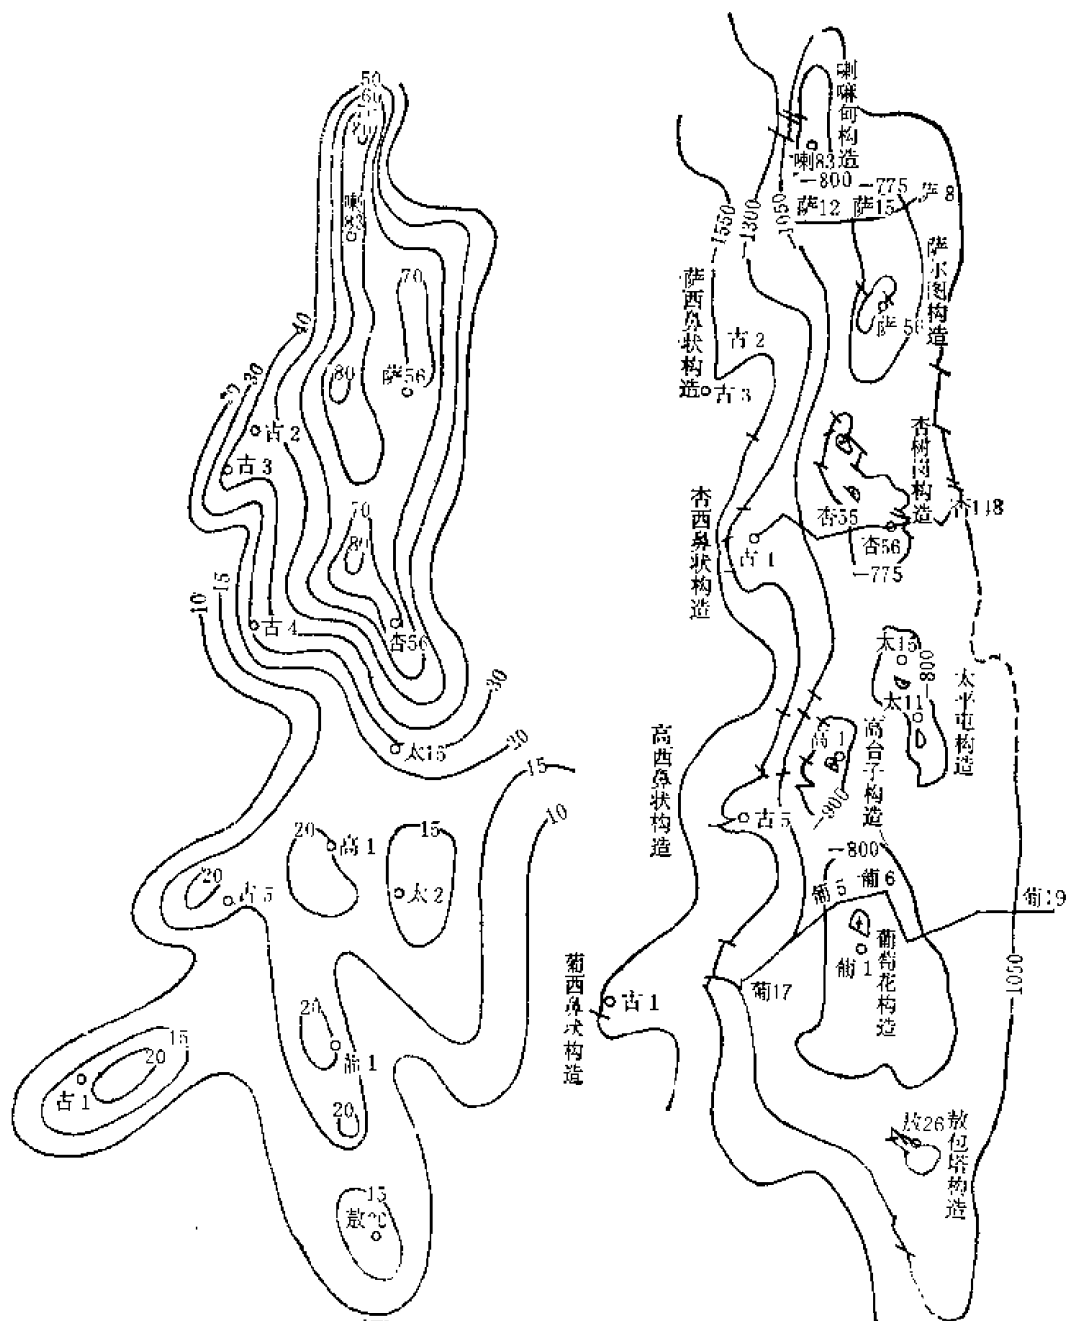 50
60
80
喇
83
70
40
30
80
萨56
古2
古3
70
80
15
10
古4
杏56
30
20
太15
15
10
20
高1
15
20
古5
太2
20
15
20
古1
葡1
20
15
喇嘛甸构造
喇83
-800
-775
萨8
萨12
萨15
-1550
-1300
-1050
萨尔图构造
萨西鼻状构造
萨56
古2
古3
杏树岗构造
杏西鼻状构造
杏55
杏148
古1
杏56
-775
太15
-800
太11
太平屯构造
高西鼻状构造
高1
高台子构造
-900
古5
-800
葡5
葡6
葡19
葡西鼻状构造
葡1
葡萄花构造
葡17
古1
1050
敖26
敖包塔构造